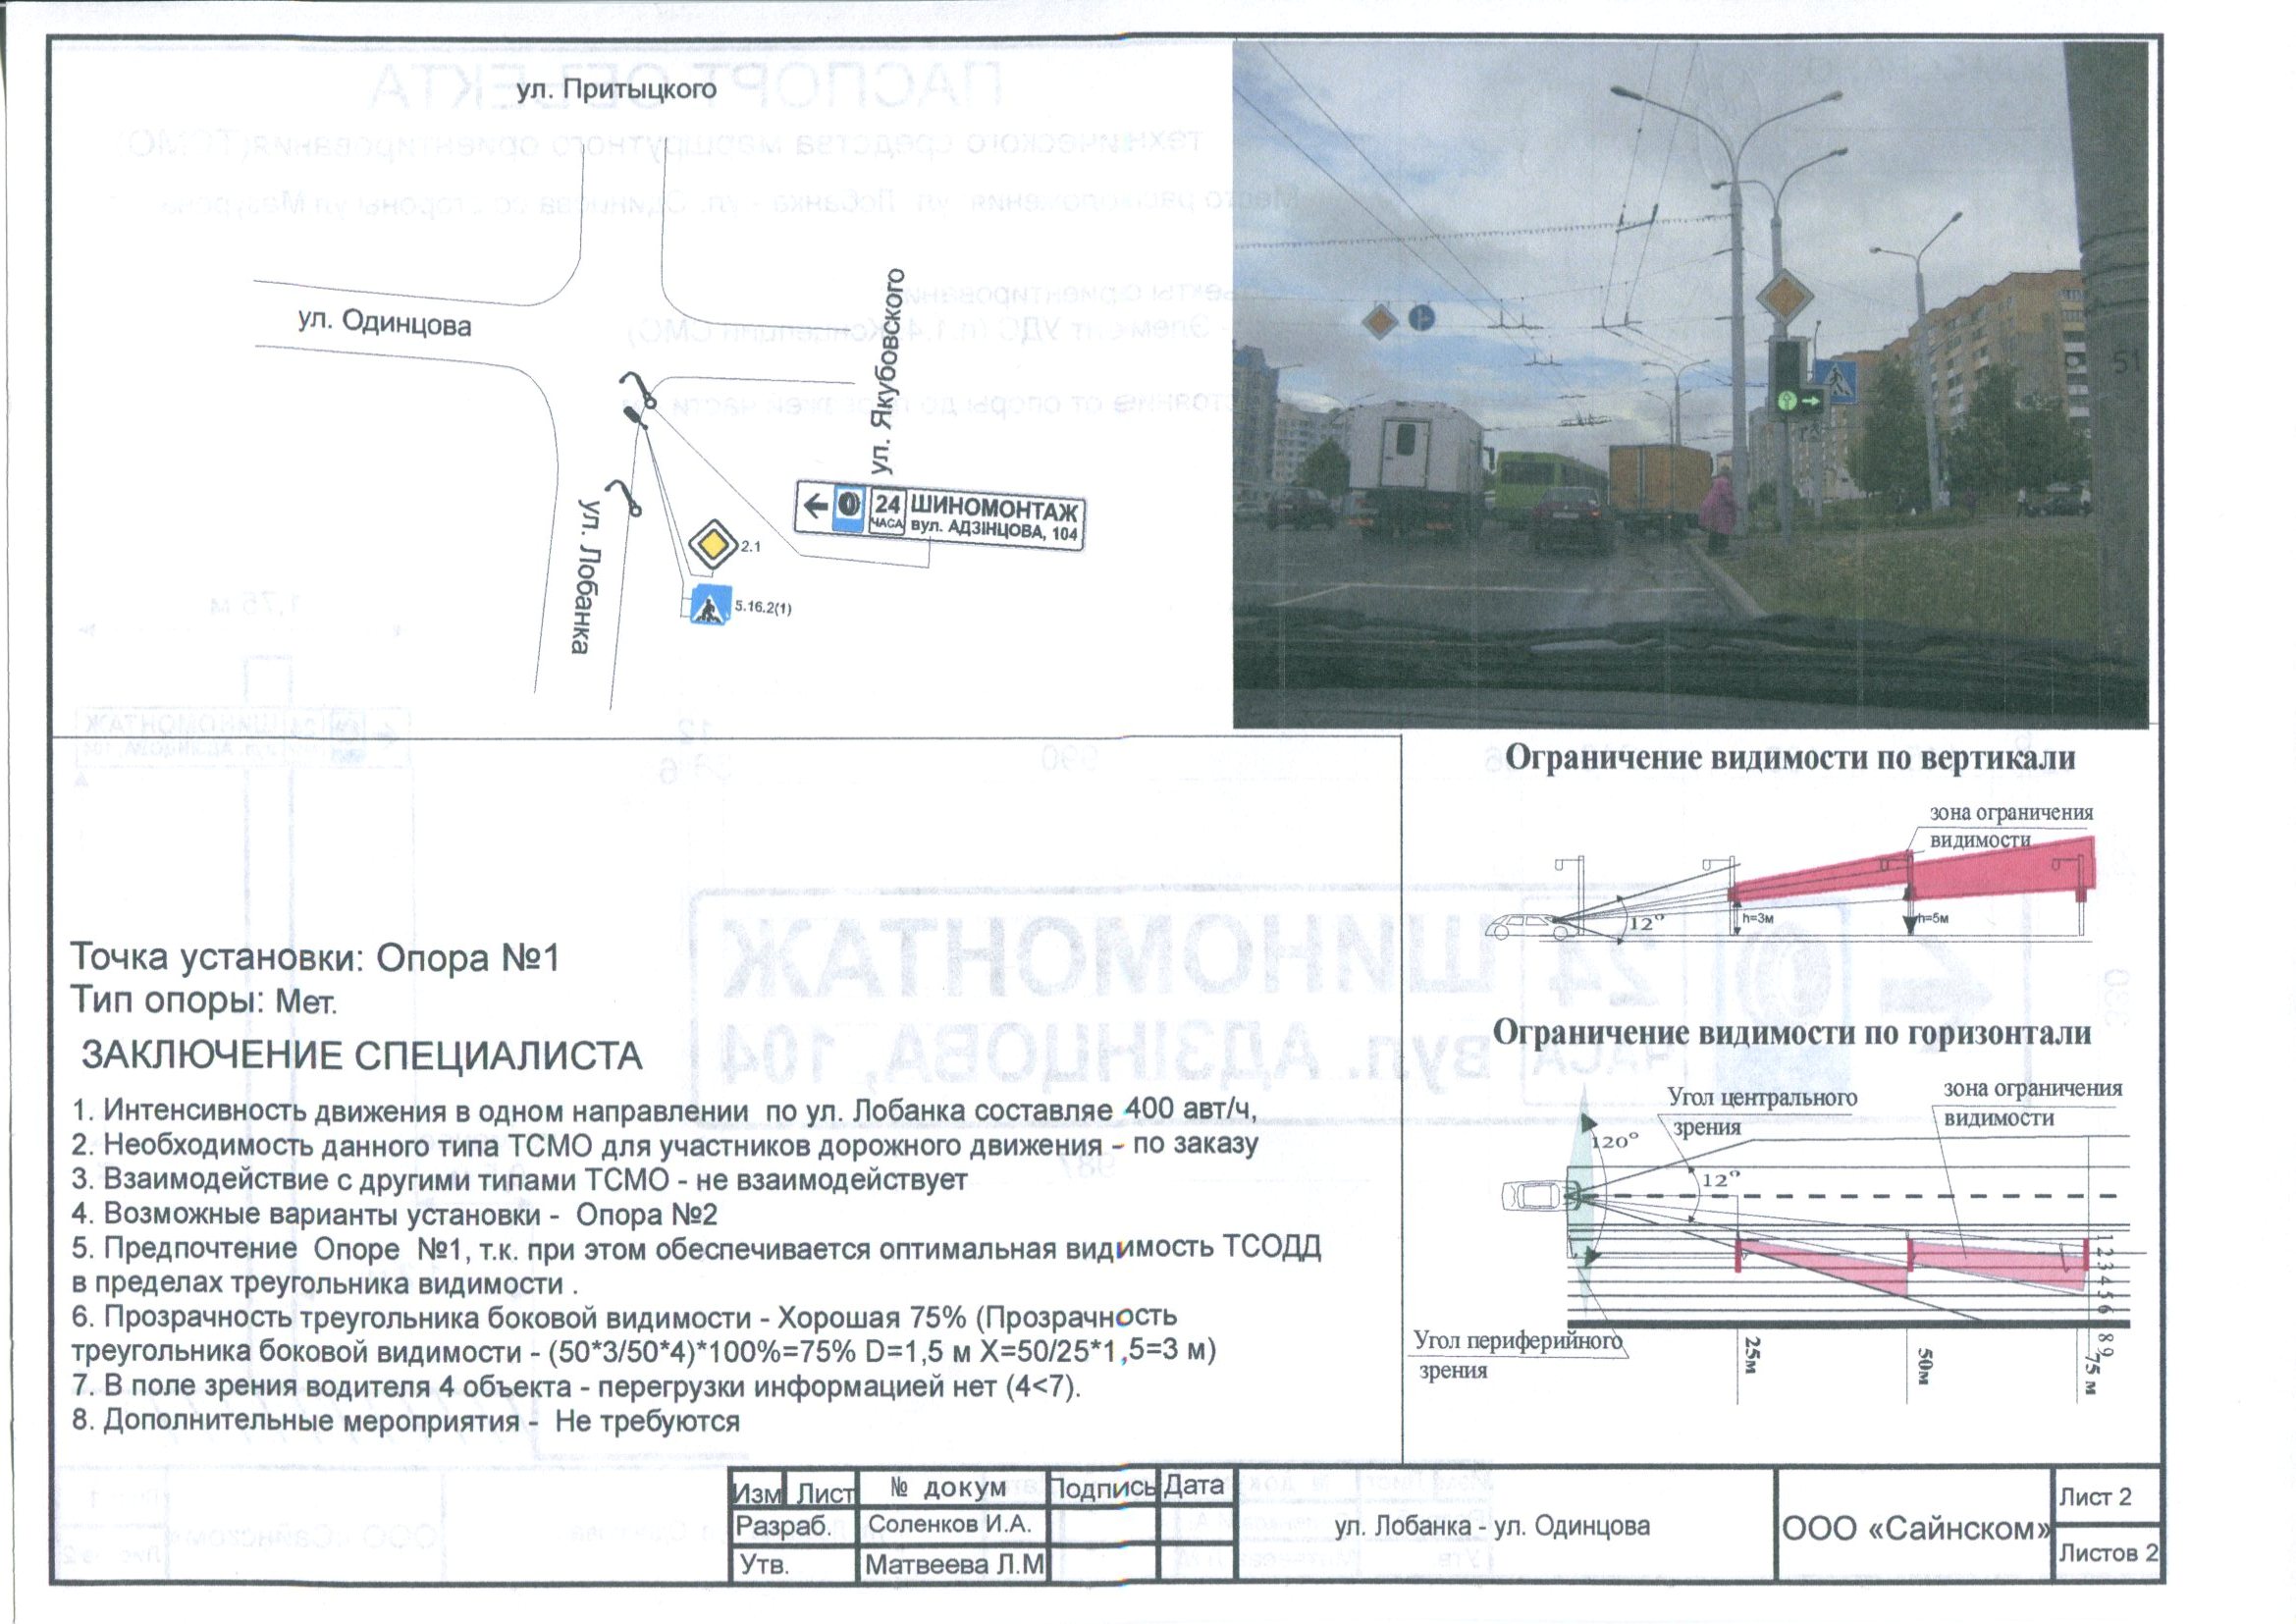 ул. Притыцкого
ул. Одинцова
ул. Якубовского
ул. Лобанка
24
ЧАСА
ШИНОМОНТАЖ
вул. АДЗІНЦОВА, 104
2.1
5.16.2(1)
51
Ограничение видимости по вертикали
зона ограничения
видимости
12°
h=3м
h=5м
Точка установки: Опора №1
Тип опоры: Мет.
ЗАКЛЮЧЕНИЕ СПЕЦИАЛИСТА
1. Интенсивность движения в одном направлении по ул. Лобанка составляе 400 авт/ч,
2. Необходимость данного типа ТСМО для участников дорожного движения - по заказу
3. Взаимодействие с другими типами ТСМО - не взаимодействует
4. Возможные варианты установки - Опора №2
5. Предпочтение Опоре №1, т.к. при этом обеспечивается оптимальная видимость ТСОДД
в пределах треугольника видимости .
6. Прозрачность треугольника боковой видимости - Хорошая 75% (Прозрачность
треугольника боковой видимости - (50*3/50*4)*100%=75% D=1,5 м X=50/25*1,5=3 м)
7. В поле зрения водителя 4 объекта - перегрузки информацией нет (4<7).
8. Дополнительные мероприятия - Не требуются
Ограничение видимости по горизонтали
Угол центрального
зрения
зона ограничения
видимости
120°
12°
1 2 3 4 5 6 8 9
Угол периферийного
зрения
25м
50м
75 м
Изм Лист № докум Подпись Дата
Разраб. Соленков И.А.
Утв. Матвеева Л.М
ул. Лобанка - ул. Одинцова
ООО «Сайнском»
Лист 2
Листов 2